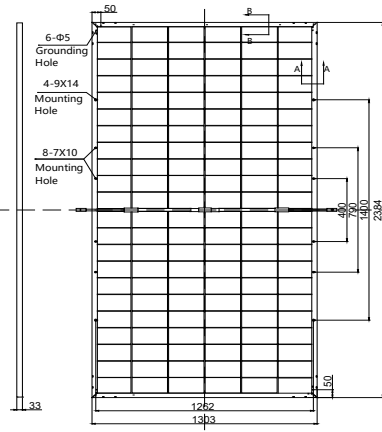 50
B
B
6-Φ5
Grounding
Hole
A
A
4-9X14
Mounting
Hole
8-7X10
Mounting
Hole
400
790
1400
2384
50
33
1262
1303